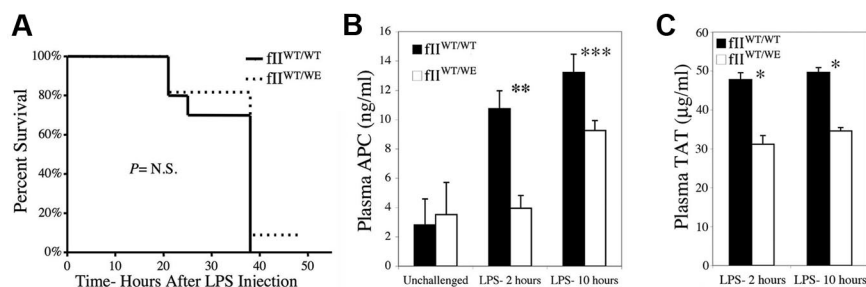 A
100%
80%
60%
40%
20%
0%
Percent Survival
fII^WT/WT
fII^WT/WE
P= N.S.
0 10 20 30 40 50
Time- Hours After LPS Injection
B
16
14
12
10
8
6
4
2
0
Plasma APC (ng/ml)
fII^WT/WT
fII^WT/WE
**
***
Unchallenged LPS- 2 hours LPS- 10 hours
C
60
50
40
30
20
10
0
Plasma TAT (µg/ml)
fII^WT/WT
fII^WT/WE
*
*
LPS- 2 hours LPS- 10 hours